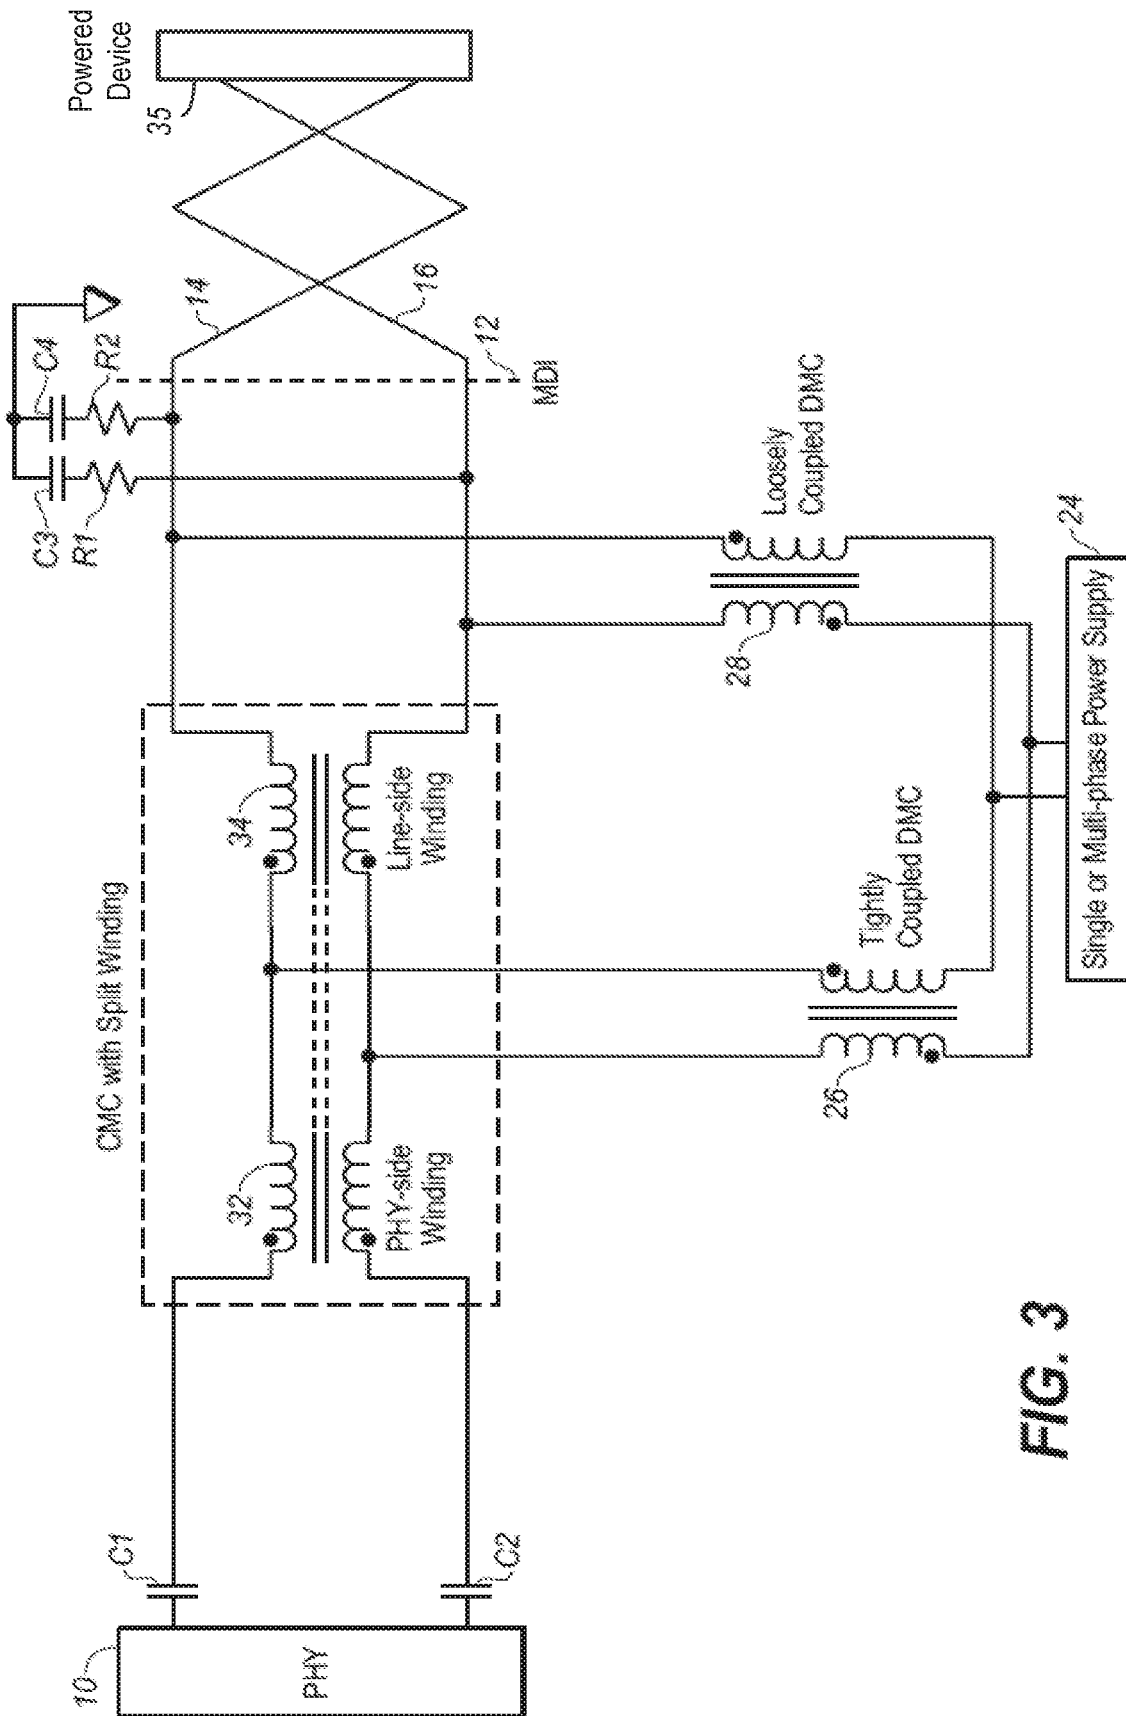 10
PHY
C1
C2
CMC with Split Winding
32
PHY-side
Winding
34
Line-side
Winding
C3
R1
C4
R2
14
16
12
MDI
35
Powered
Device
26
Tightly
Coupled DMC
28
Loosely
Coupled DMC
24
Single or Multi-phase Power Supply
FIG. 3